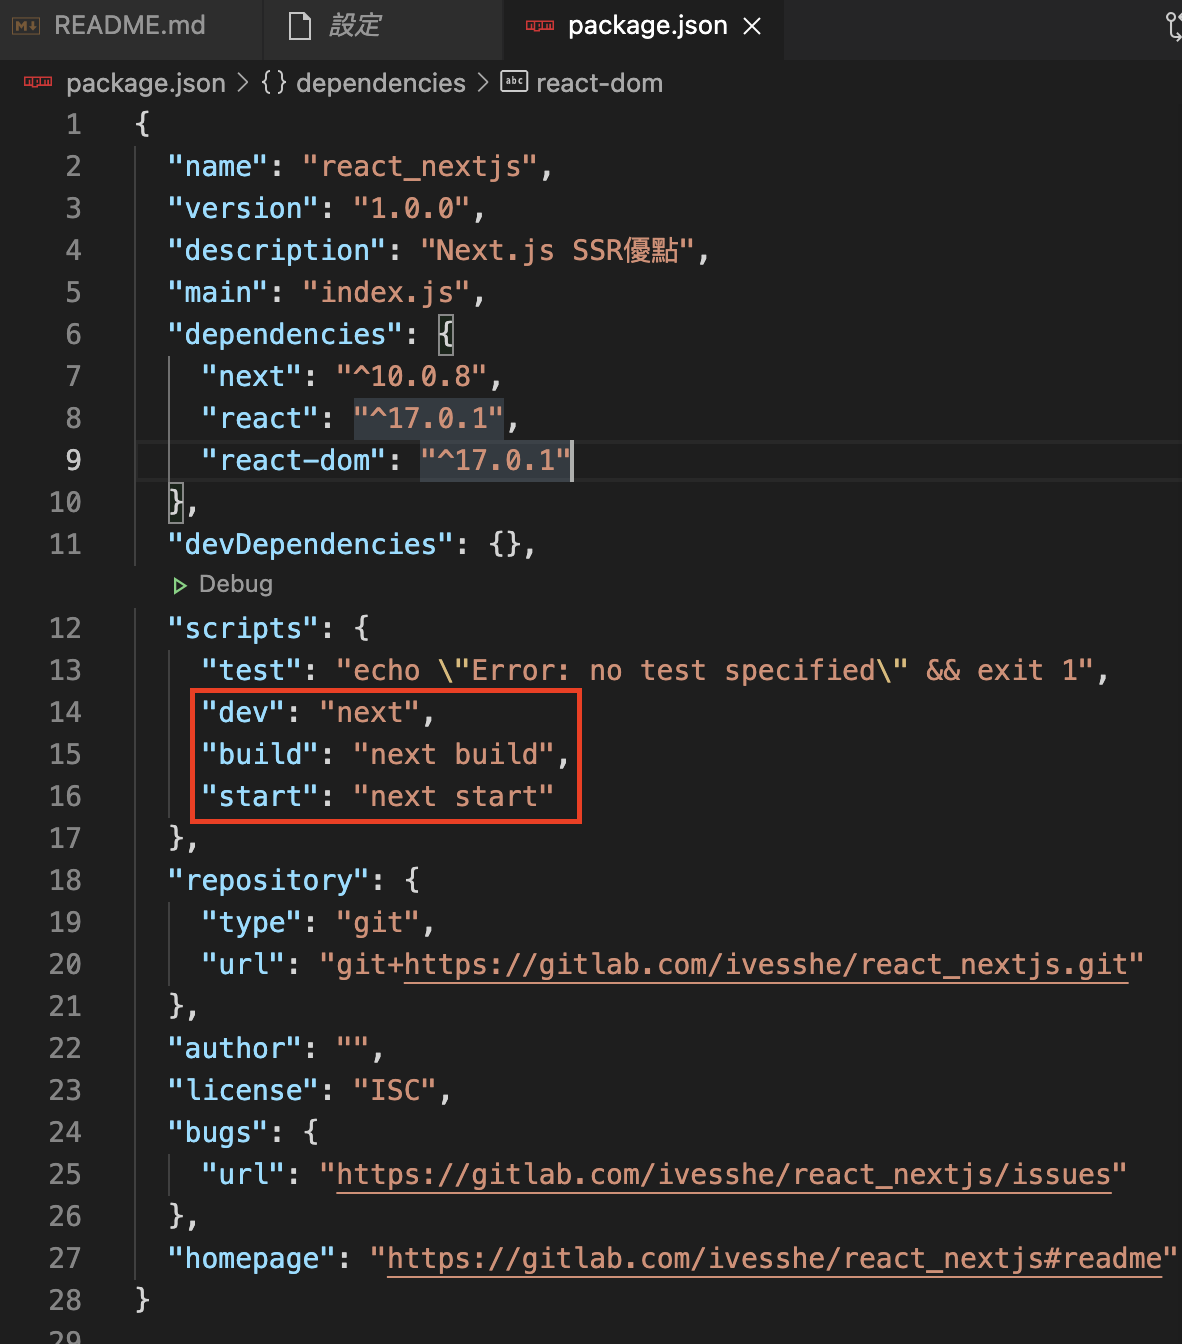 README.md 設定 package.json
package.json > {} dependencies > abc react-dom
1 {
2 "name": "react_nextjs",
3 "version": "1.0.0",
4 "description": "Next.js SSR優點",
5 "main": "index.js",
6 "dependencies": {
7 "next": "^10.0.8",
8 "react": "^17.0.1",
9 "react-dom": "^17.0.1"
10 },
11 "devDependencies": {},
Debug
12 "scripts": {
13 "test": "echo \"Error: no test specified\" && exit 1",
14 "dev": "next",
15 "build": "next build",
16 "start": "next start"
17 },
18 "repository": {
19 "type": "git",
20 "url": "git+https://gitlab.com/ivesshe/react_nextjs.git"
21 },
22 "author": "",
23 "license": "ISC",
24 "bugs": {
25 "url": "https://gitlab.com/ivesshe/react_nextjs/issues"
26 },
27 "homepage": "https://gitlab.com/ivesshe/react_nextjs#readme"
28 }
29